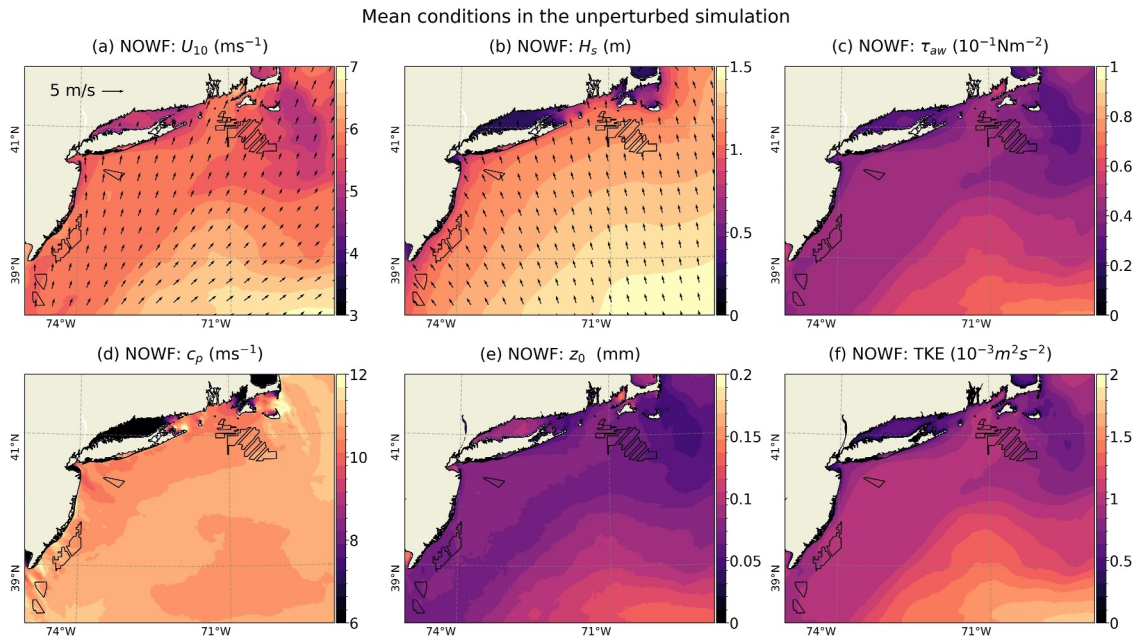 Mean conditions in the unperturbed simulation
(a) NOWF: U₁₀ (ms⁻¹)
(b) NOWF: Hₛ (m)
(c) NOWF: τₐw (10⁻¹Nm⁻²)
5 m/s
41°N
39°N
74°W
71°W
7
6
5
4
3
41°N
39°N
74°W
71°W
1.5
1.
0.5
0
41°N
39°N
74°W
71°W
1
0.8
0.6
0.4
0.2
0
(d) NOWF: cₚ (ms⁻¹)
(e) NOWF: z₀ (mm)
(f) NOWF: TKE (10⁻³m²s⁻²)
41°N
39°N
74°W
71°W
12
10
9
8
7
6
41°N
39°N
74°W
71°W
0.2
0.15
0.1
0.05
0
41°N
39°N
74°W
71°W
2
1
1
0
0